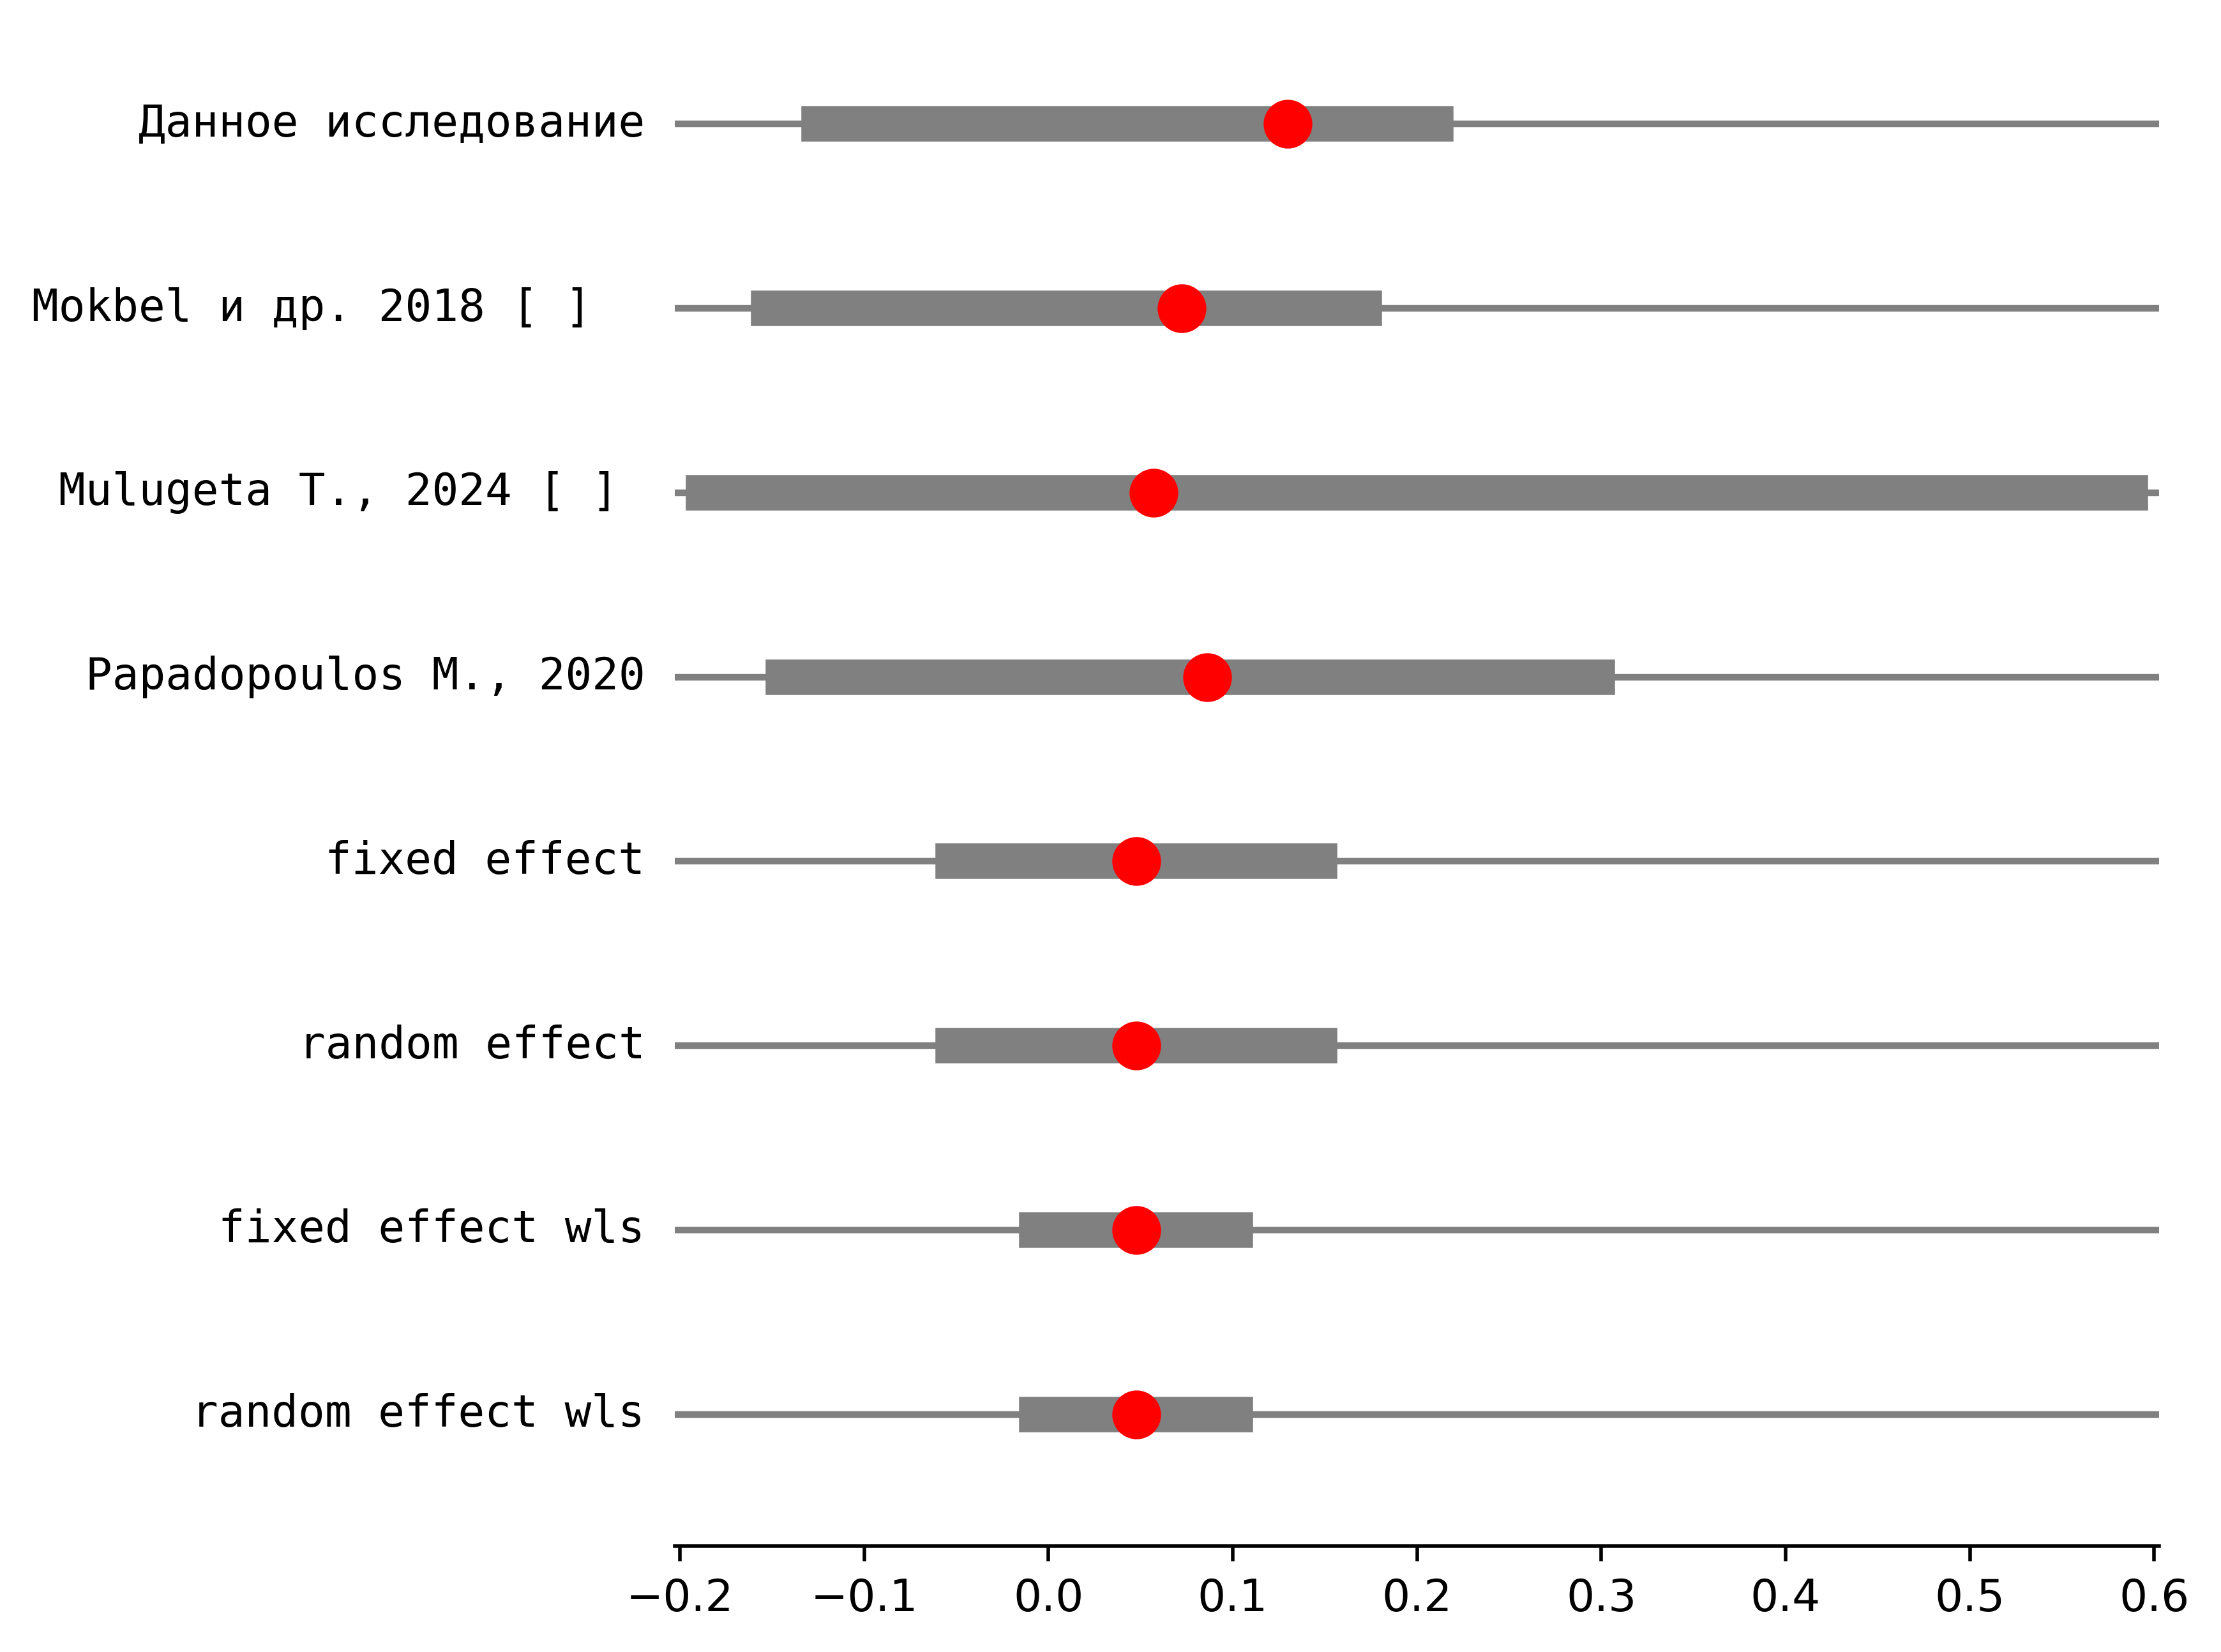 Данное исследование
Mokbel и др. 2018 [ ]
Mulugeta T., 2024 [ ]
Papadopoulos M., 2020
fixed effect
random effect
fixed effect wls
random effect wls
−0.2 −0.1 0.0 0.1 0.2 0.3 0.4 0.5 0.6